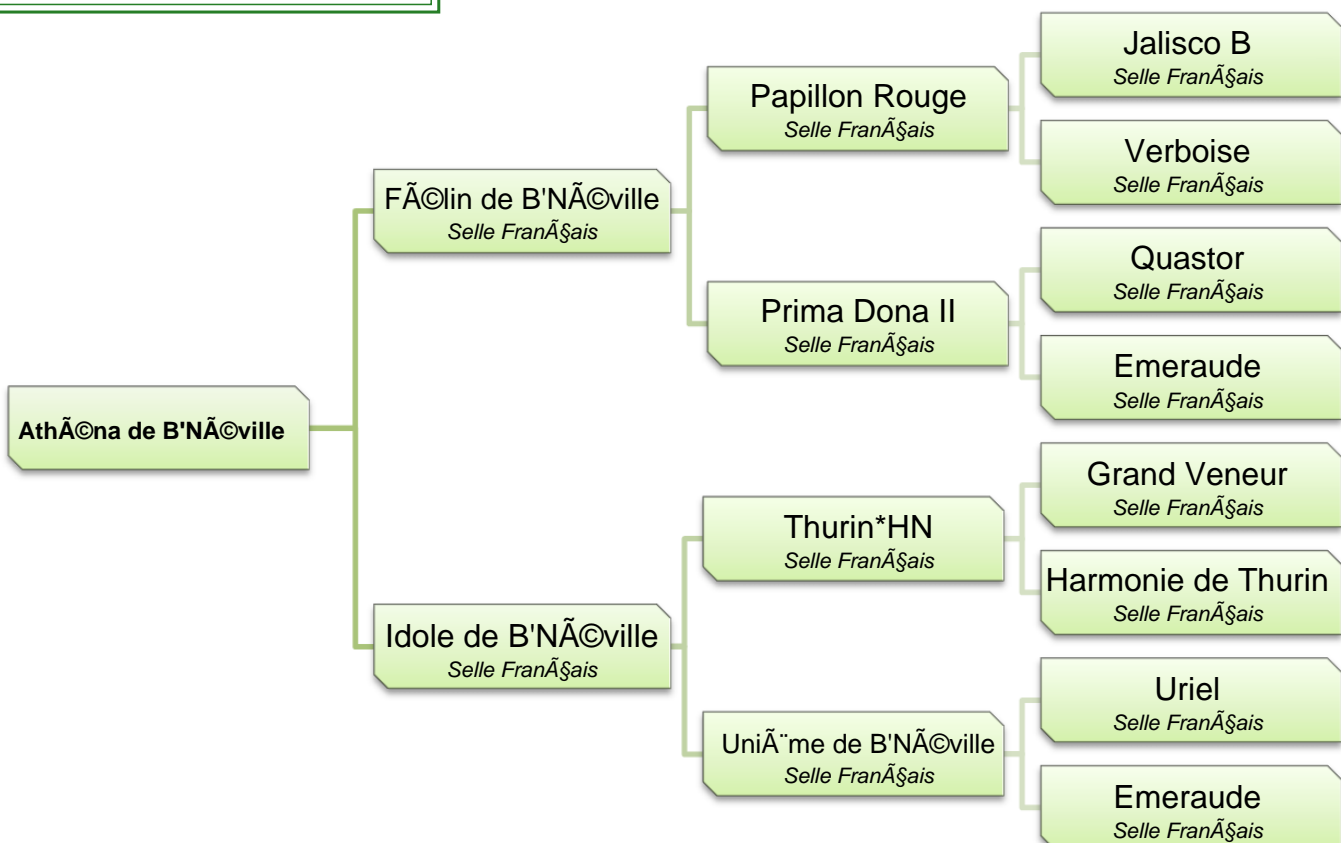 Jalisco B
Selle FranÃ§ais
Papillon Rouge
Selle FranÃ§ais
Verboise
Selle FranÃ§ais
FÃ©lin de B'NÃ©ville
Selle FranÃ§ais
Quastor
Selle FranÃ§ais
Prima Dona II
Selle FranÃ§ais
Emeraude
Selle FranÃ§ais
AthÃ©na de B'NÃ©ville
Grand Veneur
Selle FranÃ§ais
Thurin*HN
Selle FranÃ§ais
Harmonie de Thurin
Selle FranÃ§ais
Idole de B'NÃ©ville
Selle FranÃ§ais
Uriel
Selle FranÃ§ais
UniÃ¨me de B'NÃ©ville
Selle FranÃ§ais
Emeraude
Selle FranÃ§ais